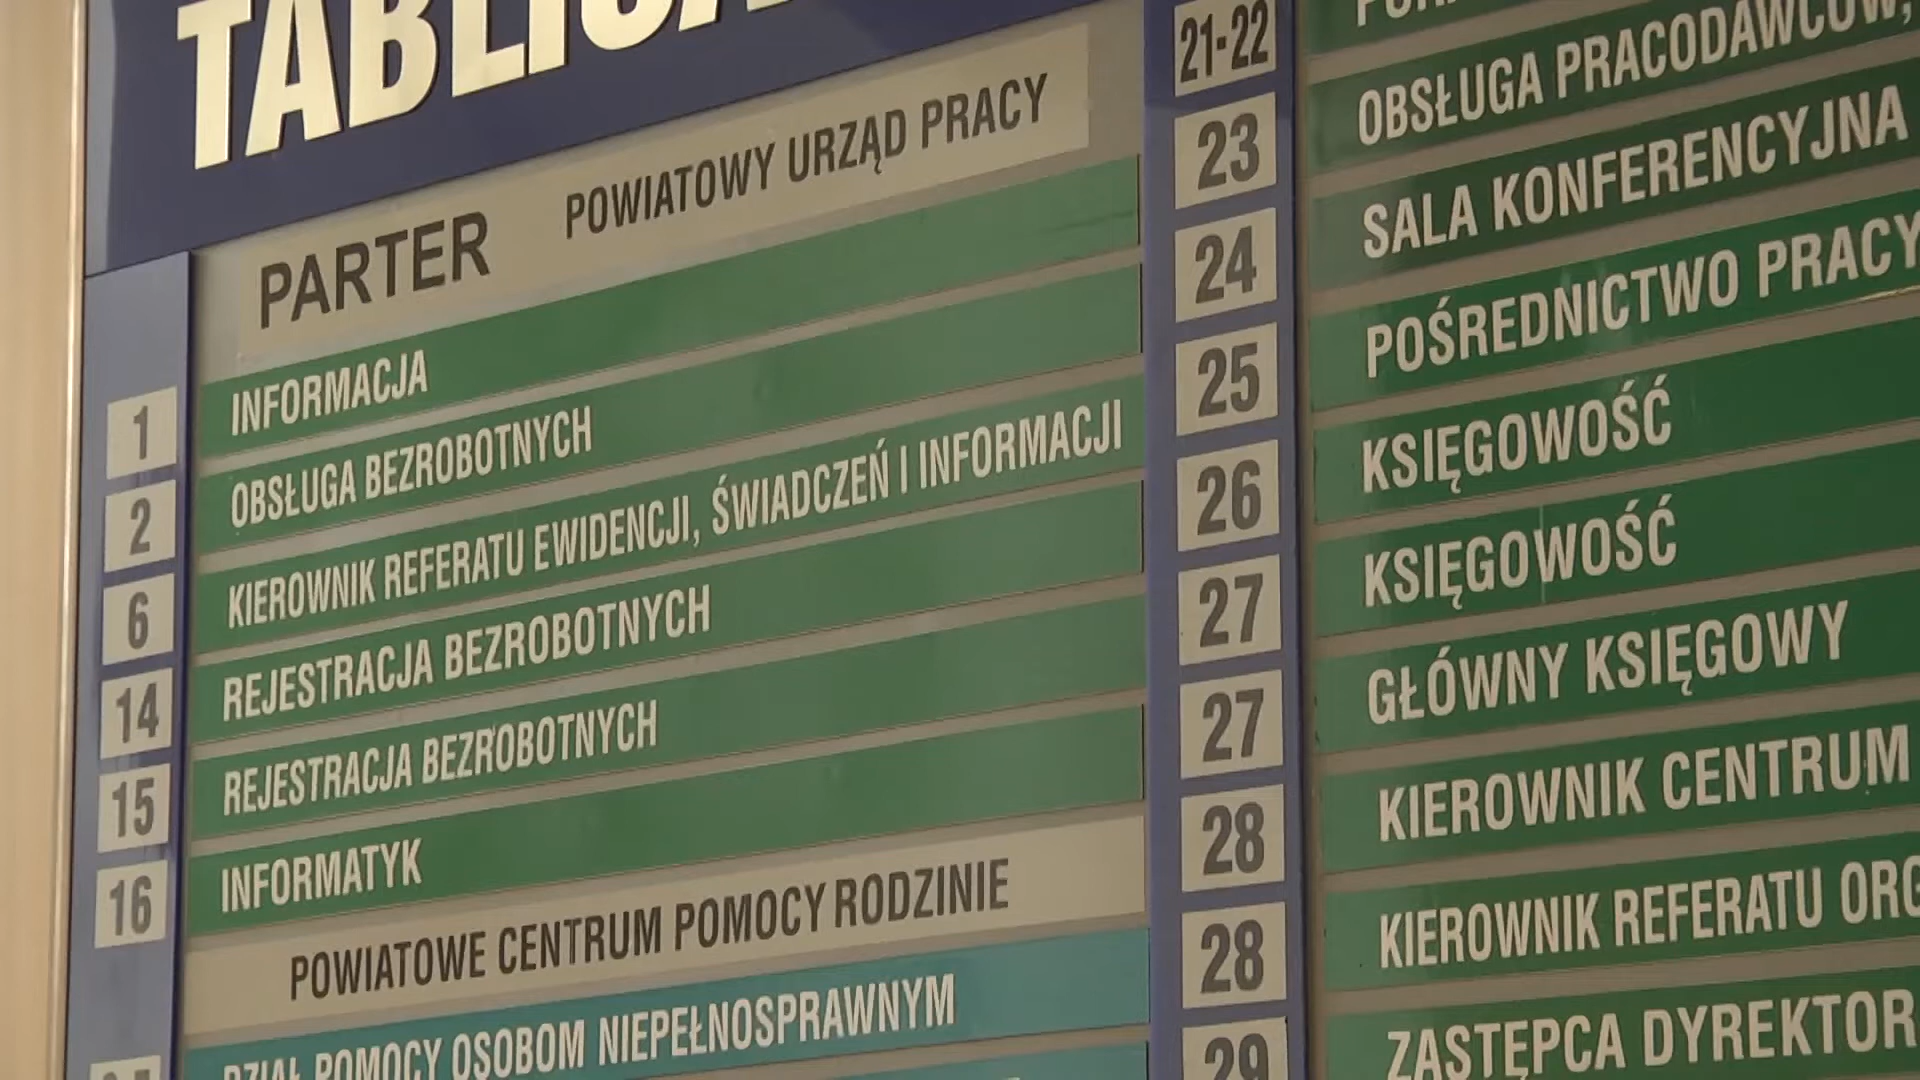 PARTER POWIATOWY URZĄD PRACY
1 INFORMACJA
2 OBSŁUGA BEZROBOTNYCH
6 KIEROWNIK REFERATU EWIDENCJI, ŚWIADCZEŃ I INFORMACJI
14 REJESTRACJA BEZROBOTNYCH
15 REJESTRACJA BEZROBOTNYCH
16 INFORMATYK
POWIATOWE CENTRUM POMOCY RODZINIE
DZIAŁ POMOCY OSOBOM NIEPEŁNOSPRAWNYM
21-22 OBSŁUGA PRACODAWCÓW,
23 SALA KONFERENCYJNA
24 POŚREDNICTWO PRACY
25 KSIĘGOWOŚĆ
26 KSIĘGOWOŚĆ
27 GŁÓWNY KSIĘGOWY
27 KIEROWNIK CENTRUM
28 KIEROWNIK REFERATU
28 ZASTĘPCA
29